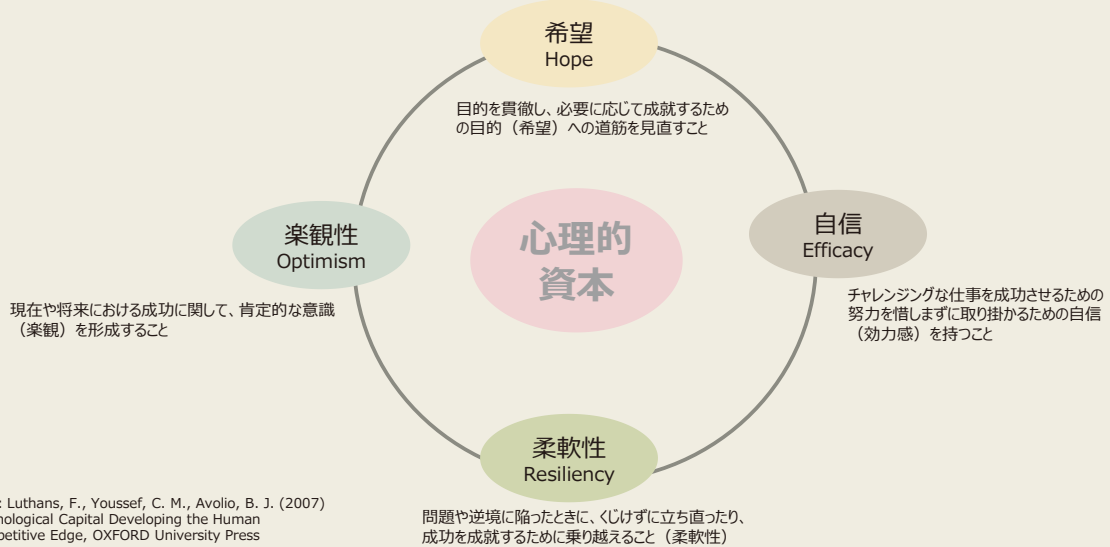 希望
Hope
目的を貫徹し、必要に応じて成就するため
の目的（希望）への道筋を見直すこと
楽観性
Optimism
現在や将来における成功に関して、肯定的な意識
（楽観）を形成すること
心理的
資本
自信
Efficacy
チャレンジングな仕事を成功させるための
努力を惜しまずに取り掛かるための自信
（効力感）を持つこと
柔軟性
Resiliency
問題や逆境に陥ったときに、くじけずに立ち直ったり、
成功を成就するために乗り越えること（柔軟性）
: Luthans, F., Youssef, C. M., Avolio, B. J. (2007)
hological Capital Developing the Human
petitive Edge, OXFORD University Press